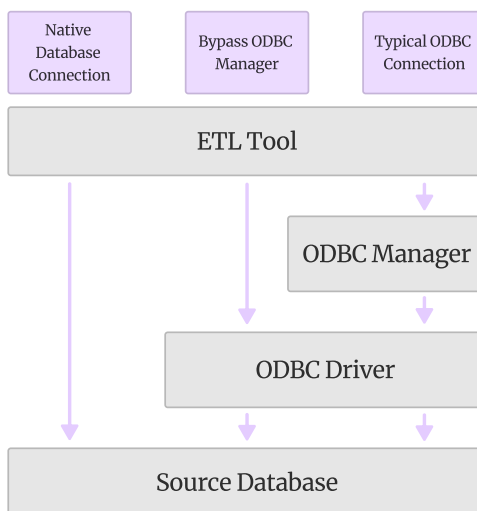 Native
Database
Connection
Bypass ODBC
Manager
Typical ODBC
Connection
ETL Tool
ODBC Manager
ODBC Driver
Source Database